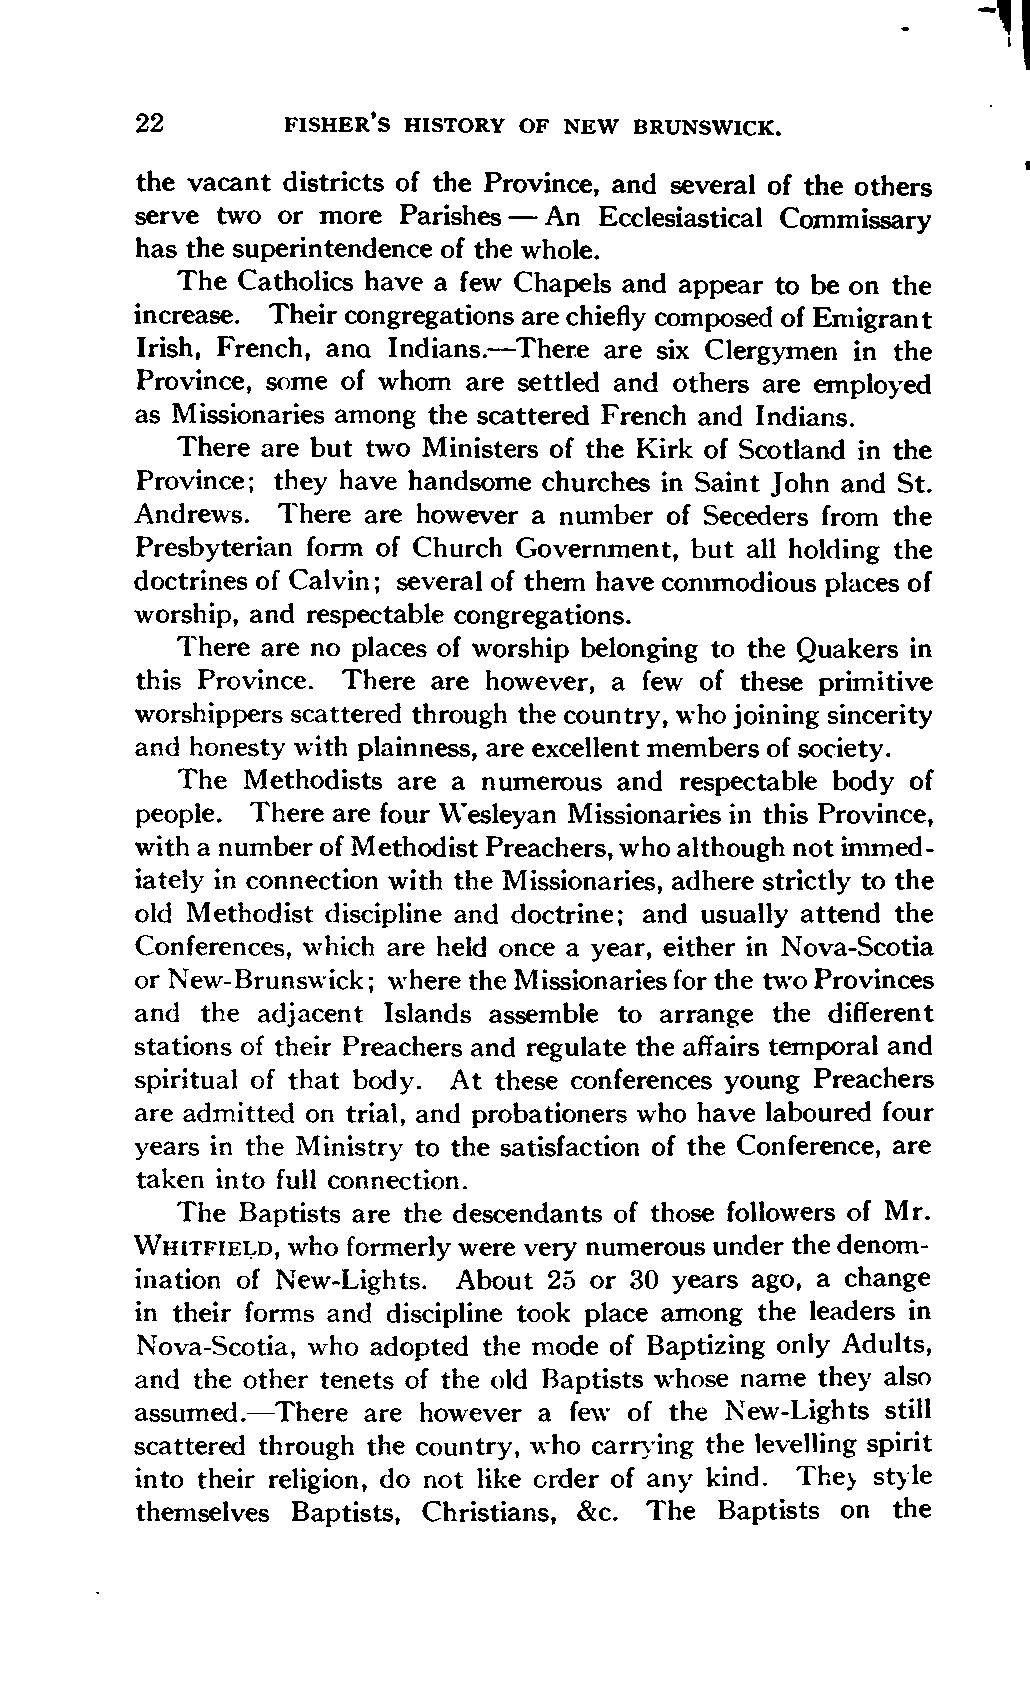 22 FISHER'S HISTORY OF NEW BRUNSWICK.
the vacant districts of the Province, and several of the others
serve two or more Parishes — An Ecclesiastical Commissary
has the superintendence of the whole.
The Catholics have a few Chapels and appear to be on the
increase. Their congregations are chiefly composed of Emigrant
Irish, French, and Indians.—There are six Clergymen in the
Province, some of whom are settled and others are employed
as Missionaries among the scattered French and Indians.
There are but two Ministers of the Kirk of Scotland in the
Province; they have handsome churches in Saint John and St.
Andrews. There are however a number of Seceders from the
Presbyterian form of Church Government, but all holding the
doctrines of Calvin; several of them have commodious places of
worship, and respectable congregations.
There are no places of worship belonging to the Quakers in
this Province. There are however, a few of these primitive
worshippers scattered through the country, who joining sincerity
and honesty with plainness, are excellent members of society.
The Methodists are a numerous and respectable body of
people. There are four Wesleyan Missionaries in this Province,
with a number of Methodist Preachers, who although not immed-
iately in connection with the Missionaries, adhere strictly to the
old Methodist discipline and doctrine; and usually attend the
Conferences, which are held once a year, either in Nova-Scotia
or New-Brunswick; where the Missionaries for the two Provinces
and the adjacent Islands assemble to arrange the different
stations of their Preachers and regulate the affairs temporal and
spiritual of that body. At these conferences young Preachers
are admitted on trial, and probationers who have laboured four
years in the Ministry to the satisfaction of the Conference, are
taken into full connection.
The Baptists are the descendants of those followers of Mr.
WHITFIELD, who formerly were very numerous under the denom-
ination of New-Lights. About 25 or 30 years ago, a change
in their forms and discipline took place among the leaders in
Nova-Scotia, who adopted the mode of Baptizing only Adults,
and the other tenets of the old Baptists whose name they also
assumed.—There are however a few of the New-Lights still
scattered through the country, who carrying the levelling spirit
into their religion, do not like order of any kind. They style
themselves Baptists, Christians, &c. The Baptists on the